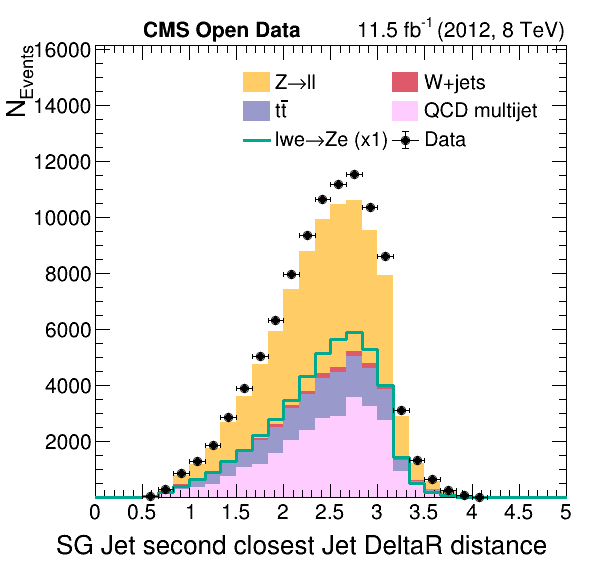 CMS Open Data 11.5 fb⁻¹ (2012, 8 TeV)
N_Events
16000
14000
12000
10000
8000
6000
4000
2000
Z→ll W+jets
tt̄ QCD multijet
lwe→Ze (x1) Data
0 0.5 1 1.5 2 2.5 3 3.5 4 4.5 5
SG Jet second closest Jet DeltaR distance